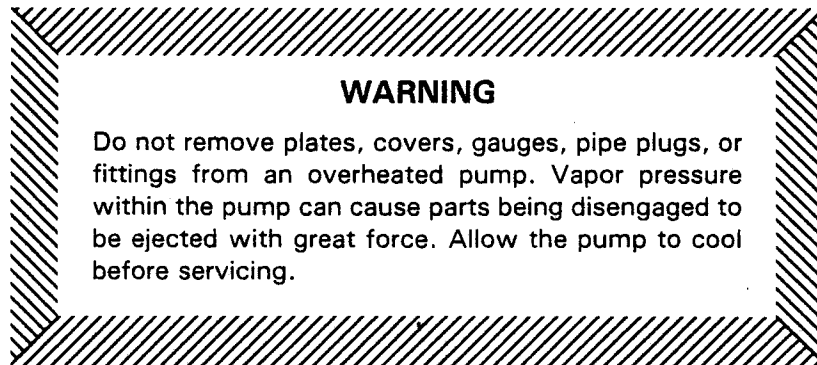 WARNING
Do not remove plates, covers, gauges, pipe plugs, or
fittings from an overheated pump. Vapor pressure
within the pump can cause parts being disengaged to
be ejected with great force. Allow the pump to cool
before servicing.